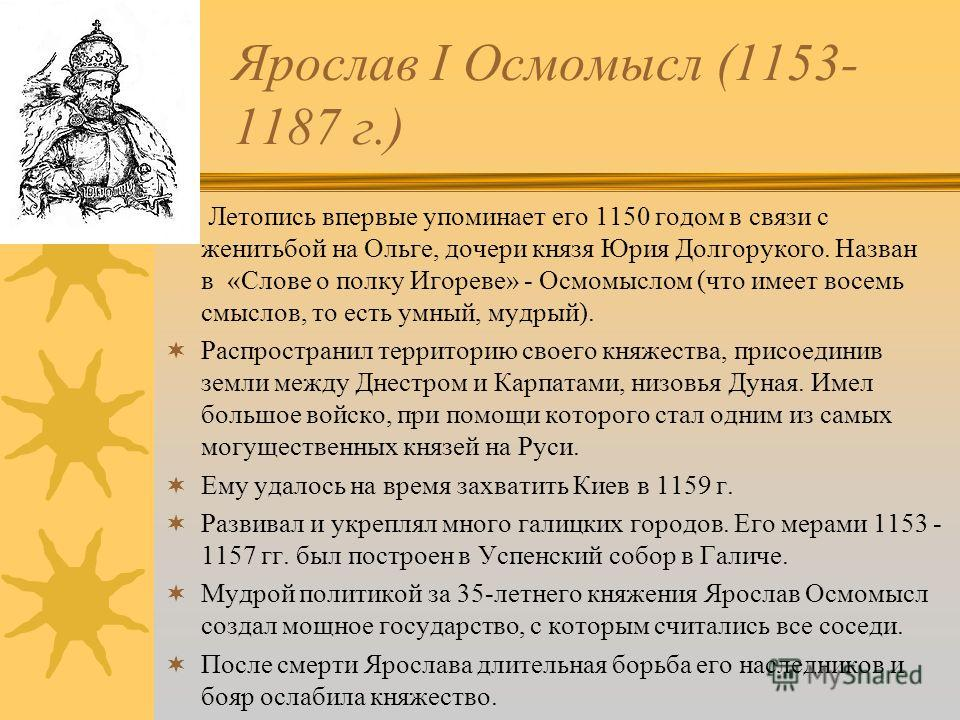 Ярослав I Осмомысл (1153-
1187 г.)
Летопись впервые упоминает его 1150 годом в связи с
женитьбой на Ольге, дочери князя Юрия Долгорукого. Назван
в «Слове о полку Игореве» - Осмомыслом (что имеет восемь
смыслов, то есть умный, мудрый).
Распространил территорию своего княжества, присоединив
земли между Днестром и Карпатами, низовья Дуная. Имел
большое войско, при помощи которого стал одним из самых
могущественных князей на Руси.
Ему удалось на время захватить Киев в 1159 г.
Развивал и укреплял много галицких городов. Его мерами 1153 -
1157 гг. был построен в Успенский собор в Галиче.
Мудрой политикой за 35-летнего княжения Ярослав Осмомысл
создал мощное государство, с которым считались все соседи.
После смерти Ярослава длительная борьба его наследников и
бояр ослабила княжество.
MyShared